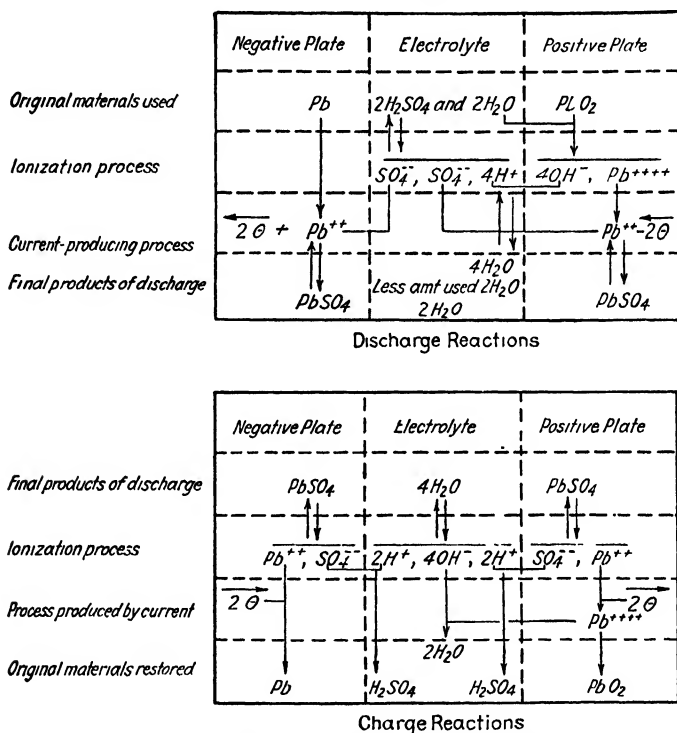 Negative Plate Electrolyte Positive Plate
Original materials used Pb 2H₂SO₄ and 2H₂O PLO₂
Ionization process SO₄⁻⁻, SO₄⁻⁻, 4H⁺ 4OH⁻, Pb⁺⁺⁺⁺
2Θ + Pb⁺⁺ Pb⁺⁺-2Θ
Current-producing process
4H₂O
Final products of discharge Less amt used 2H₂O
PbSO₄ 2H₂O PbSO₄
Discharge Reactions
Negative Plate Electrolyte Positive Plate
Final products of discharge PbSO₄ 4H₂O PbSO₄
Ionization process Pb⁺⁺, SO₄⁻⁻ 2H⁺, 4OH⁻, 2H⁺ SO₄⁻⁻, Pb⁺⁺
Process produced by current 2Θ 2Θ
Pb⁺⁺⁺⁺
2H₂O
Original materials restored Pb H₂SO₄ H₂SO₄ PbO₂
Charge Reactions